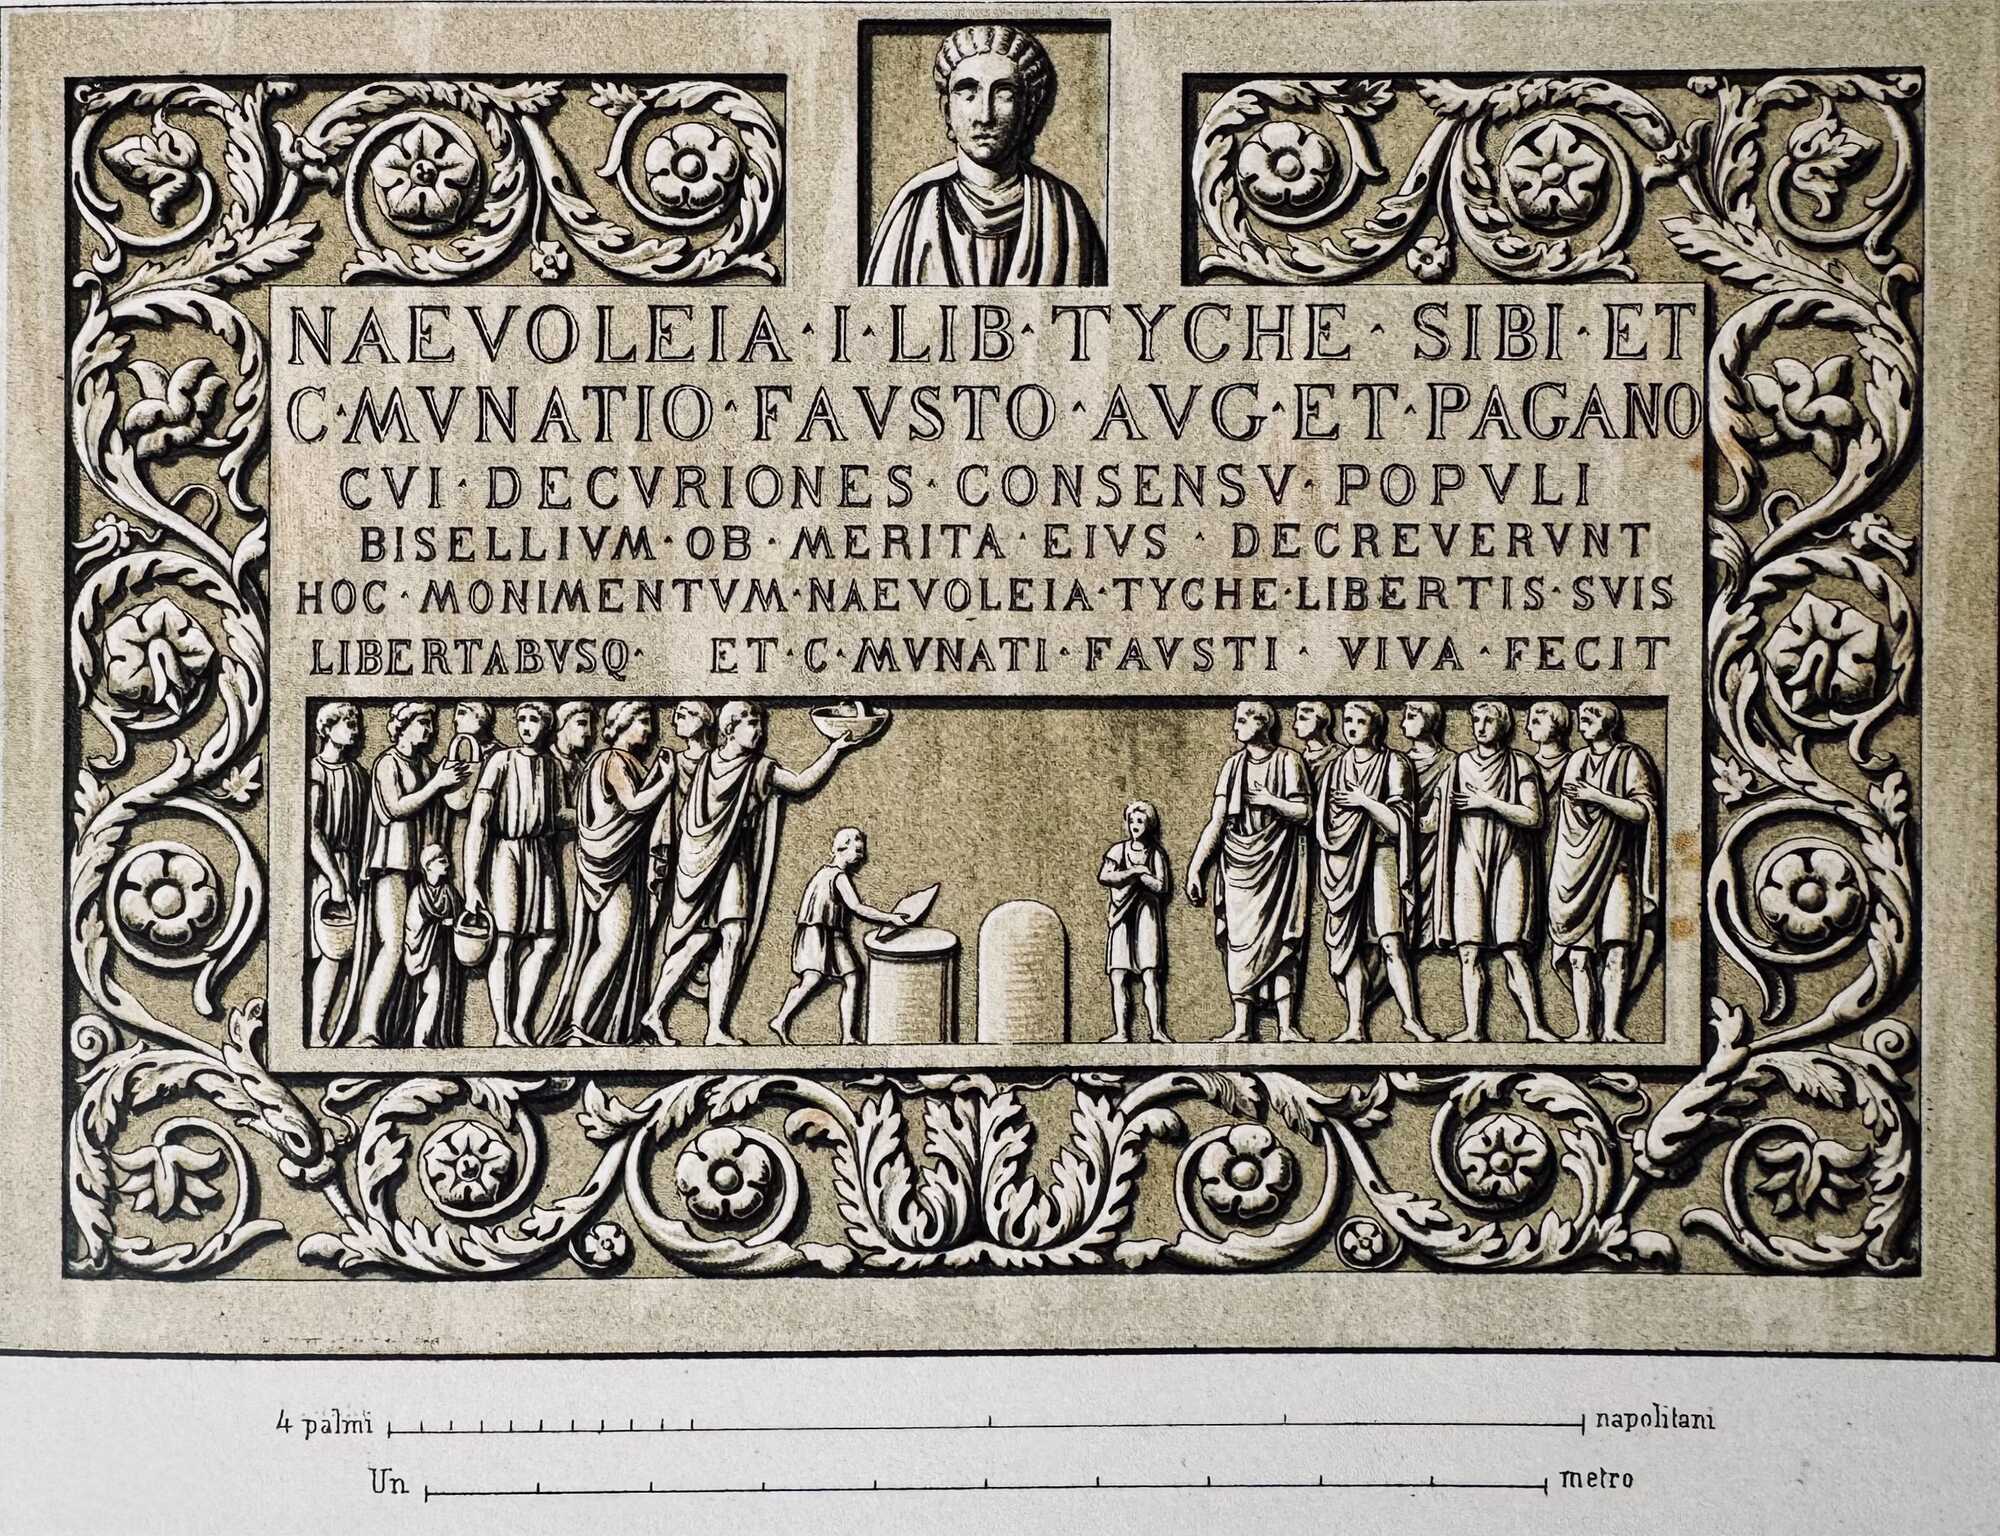 NAEVOLEIA · I · LIB · TYCHE · SIBI · ET
C · MVNATIO · FAVSTO · AVG · ET · PAGANO
CVI · DECVRIONES · CONSENSV · POPVLI
BISELLIVM · OB · MERITA · EIVS · DECREVERVNT
HOC · MONIMENTVM · NAEVOLEIA · TYCHE · LIBERTIS · SVIS
LIBERTABVSQ · ET · C · MVNATI · FAVSTI · VIVA · FECIT
4 palmi napolitani
Un metro